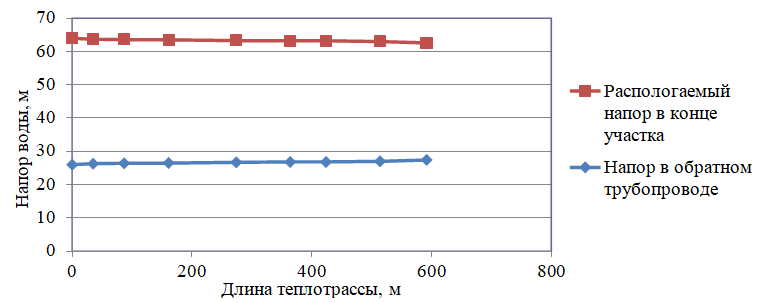 70
60
50
40
30
20
10
0
Напор воды, м
0
200
400
600
800
Длина теплотрассы, м
Распологаемый
напор в конце
участка
Напор в обратном
трубопроводе